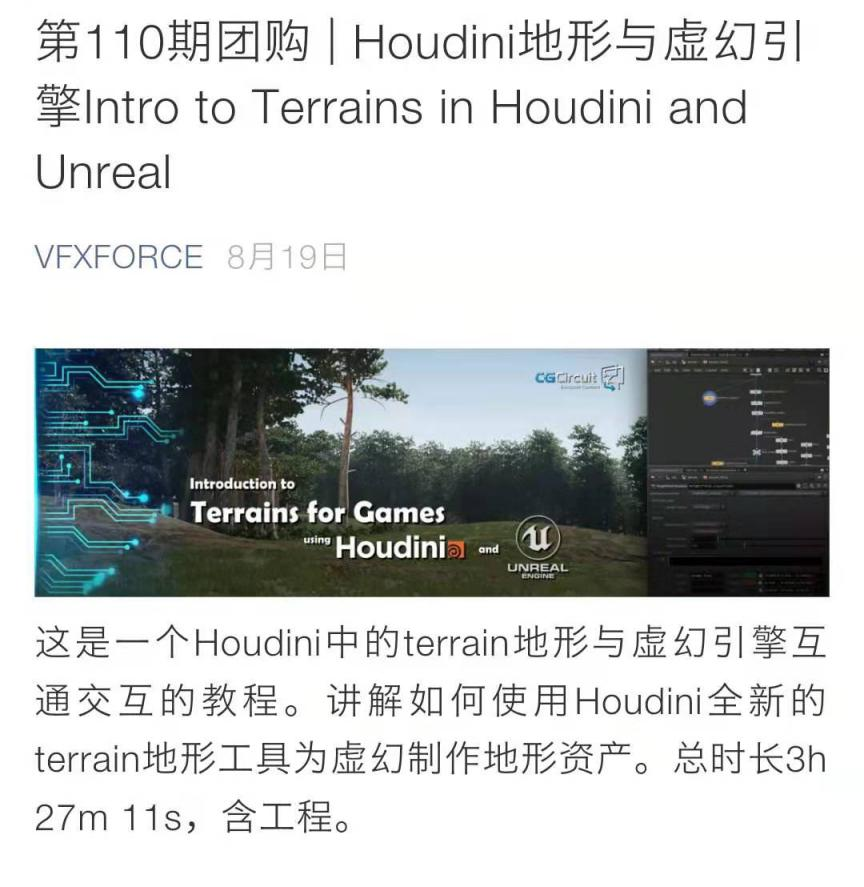 第110期团购 | Houdini地形与虚幻引
擎Intro to Terrains in Houdini and
Unreal
VFXFORCE 8月19日
CGCircuit
Introduction to
Terrains for Games
using Houdini and
UNREAL
ENGINE
这是一个Houdini中的terrain地形与虚幻引擎互
通交互的教程。讲解如何使用Houdini全新的
terrain地形工具为虚幻制作地形资产。总时长3h
27m 11s，含工程。